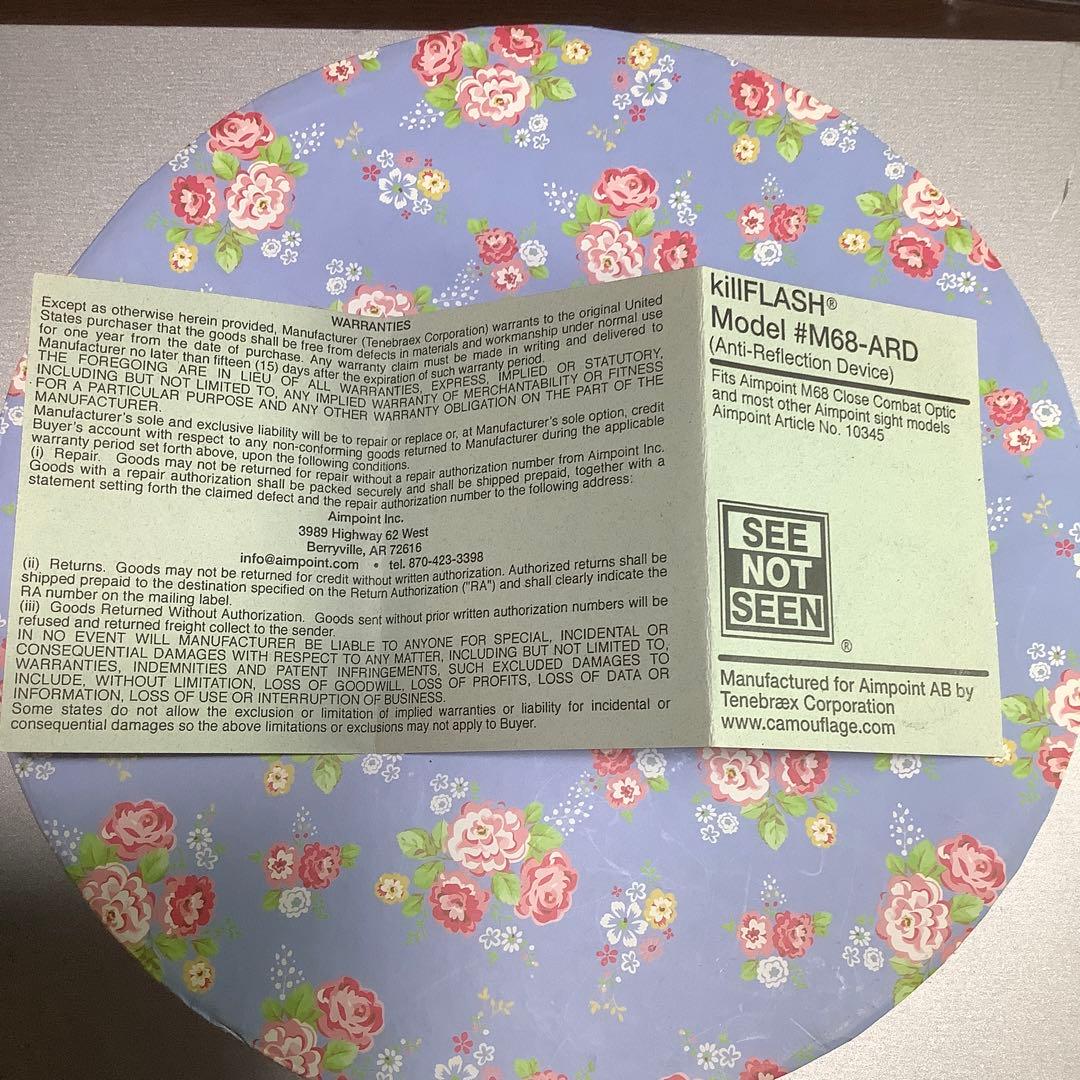 WARRANTIES
Except as otherwise herein provided, Manufacturer (Tenebraex Corporation) warrants to the original United
States purchaser that the goods shall be free from defects in materials and workmanship under normal use
for one year from the date of purchase. Any warranty claim must be made in writing and delivered to
Manufacturer no later than fifteen (15) days after the expiration of such warranty period.
THE FOREGOING ARE IN LIEU OF ALL WARRANTIES, EXPRESS, IMPLIED OR STATUTORY,
INCLUDING BUT NOT LIMITED TO, ANY IMPLIED WARRANTY OF MERCHANTABILITY OR FITNESS
FOR A PARTICULAR PURPOSE AND ANY OTHER WARRANTY OBLIGATION ON THE PART OF THE
MANUFACTURER.
Manufacturer's sole and exclusive liability will be to repair or replace or, at Manufacturer's sole option, credit
Buyer's account with respect to any non-conforming goods returned to Manufacturer during the applicable
warranty period set forth above, upon the following conditions.
(i) Repair. Goods may not be returned for repair without a repair authorization number from Aimpoint Inc.
Goods with a repair authorization shall be packed securely and shall be shipped prepaid, together with a
statement setting forth the claimed defect and the repair authorization number to the following address:
Aimpoint Inc.
3989 Highway 62 West
Berryville, AR 72616
info@aimpoint.com • tel. 870-423-3398
(ii) Returns. Goods may not be returned for credit without written authorization. Authorized returns shall be
shipped prepaid to the destination specified on the Return Authorization ("RA") and shall clearly indicate the
RA number on the mailing label.
(iii) Goods Returned Without Authorization. Goods sent without prior written authorization numbers will be
refused and returned freight collect to the sender.
IN NO EVENT WILL MANUFACTURER BE LIABLE TO ANYONE FOR SPECIAL, INCIDENTAL OR
CONSEQUENTIAL DAMAGES WITH RESPECT TO ANY MATTER, INCLUDING BUT NOT LIMITED TO,
WARRANTIES, INDEMNITIES AND PATENT INFRINGEMENTS, SUCH EXCLUDED DAMAGES TO
INCLUDE, WITHOUT LIMITATION, LOSS OF GOODWILL, LOSS OF PROFITS, LOSS OF DATA OR
INFORMATION, LOSS OF USE OR INTERRUPTION OF BUSINESS.
Some states do not allow the exclusion or limitation of implied warranties or liability for incidental or
consequential damages so the above limitations or exclusions may not apply to Buyer.
killFLASH®
Model #M68-ARD
(Anti-Reflection Device)
Fits Aimpoint M68 Close Combat Optic
and most other Aimpoint sight models
Aimpoint Article No. 10345
SEE
NOT
SEEN
®
Manufactured for Aimpoint AB by
Tenebræx Corporation
www.camouflage.com